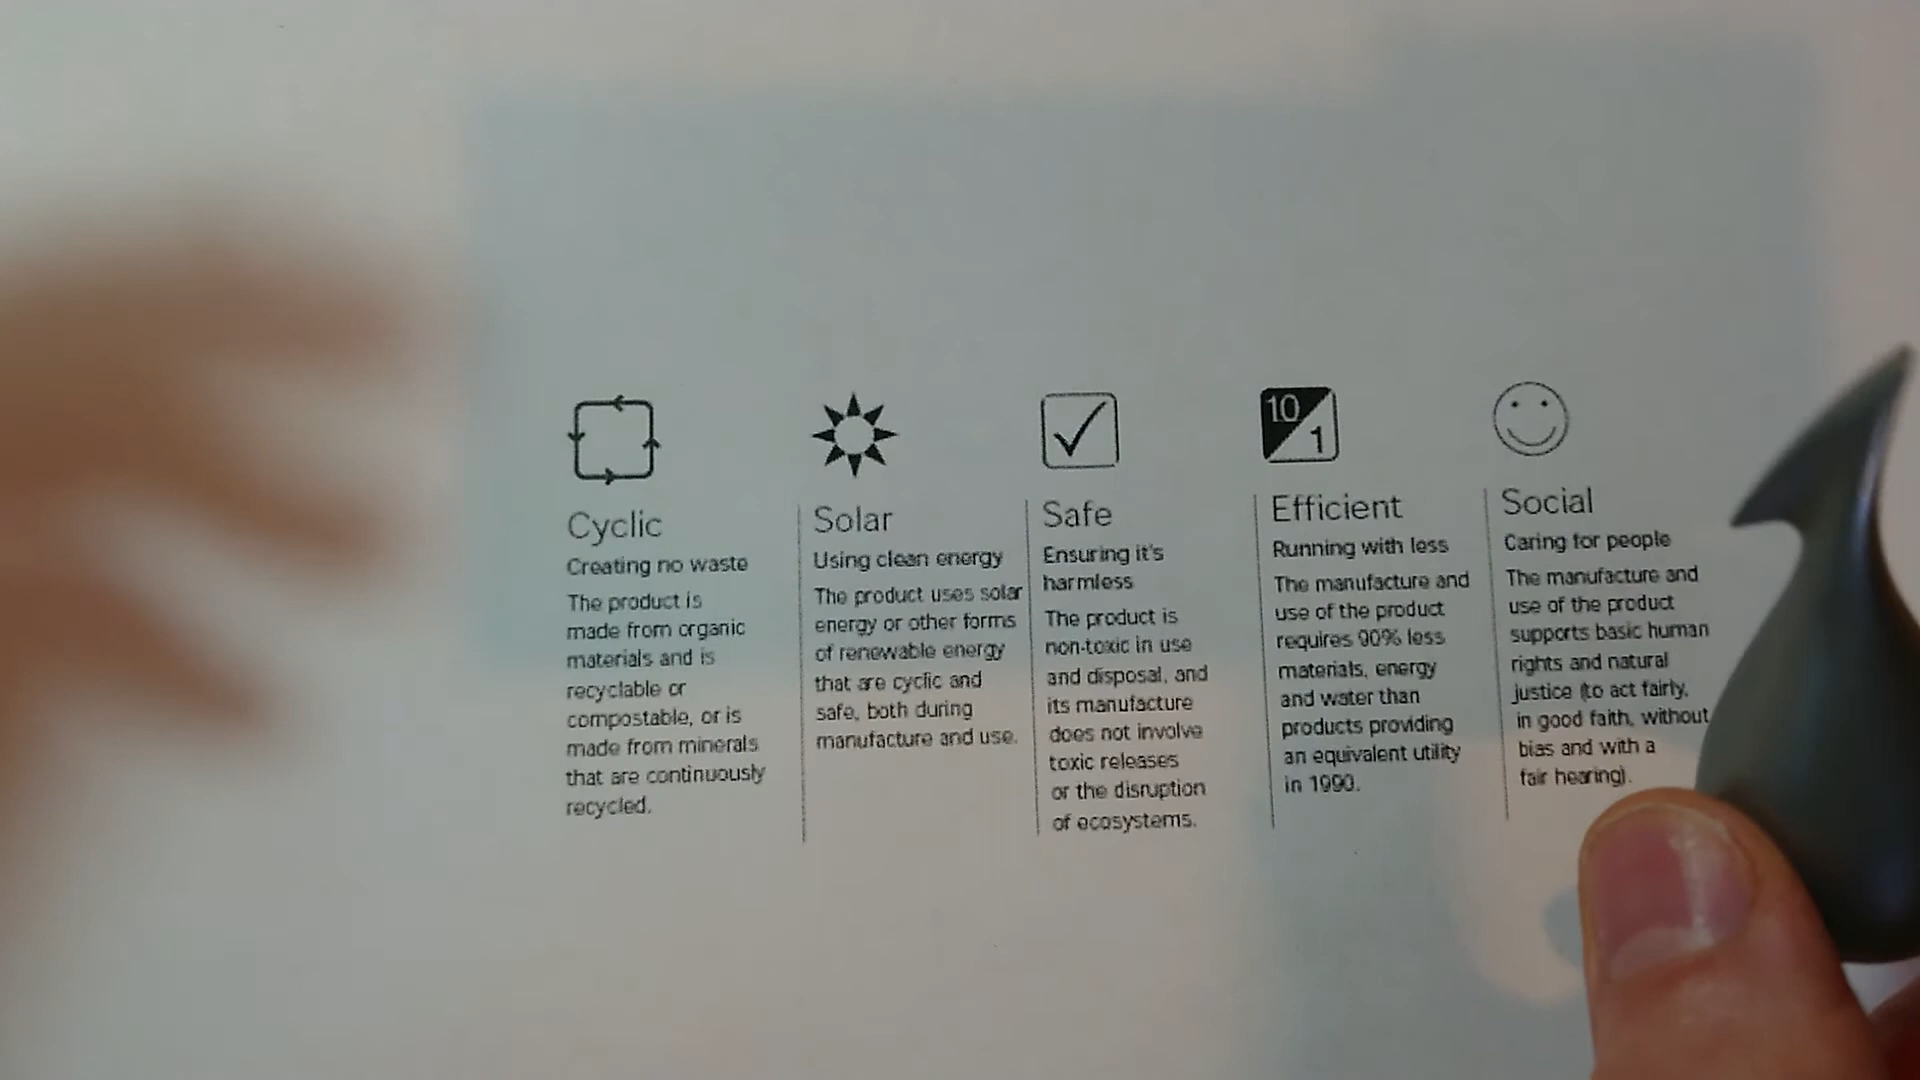 10
1
Cyclic
Creating no waste
The product is
made from organic
materials and is
recyclable or
compostable, or is
made from minerals
that are continuously
recycled.
Solar
Using clean energy
The product uses solar
energy or other forms
of renewable energy
that are cyclic and
safe, both during
manufacture and use.
Safe
Ensuring it's
harmless
The product is
non-toxic in use
and disposal, and
its manufacture
does not involve
toxic releases
or the disruption
of ecosystems.
Efficient
Running with less
The manufacture and
use of the product
requires 90% less
materials, energy
and water than
products providing
an equivalent utility
in 1990.
Social
Caring for people
The manufacture and
use of the product
supports basic human
rights and natural
justice (to act fairly,
in good faith, without
bias and with a
fair hearing).